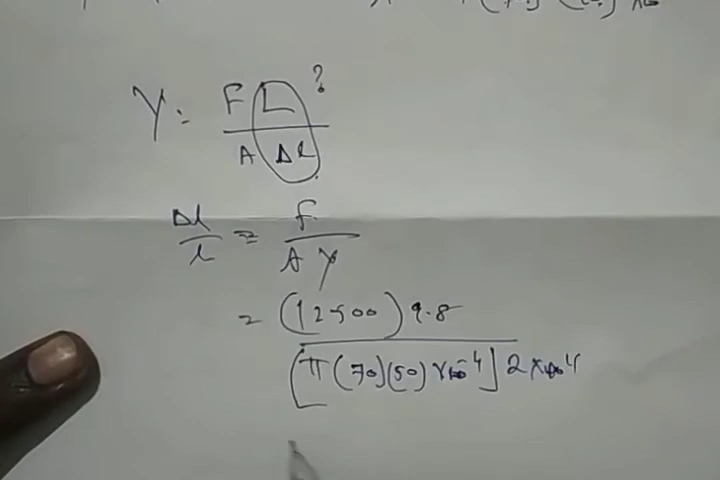 Y = F L ?
A Δl
Δl/l = F
A Y
= (12500) 9.8
[π(70)(50)×10⁻⁴] 2×10⁴